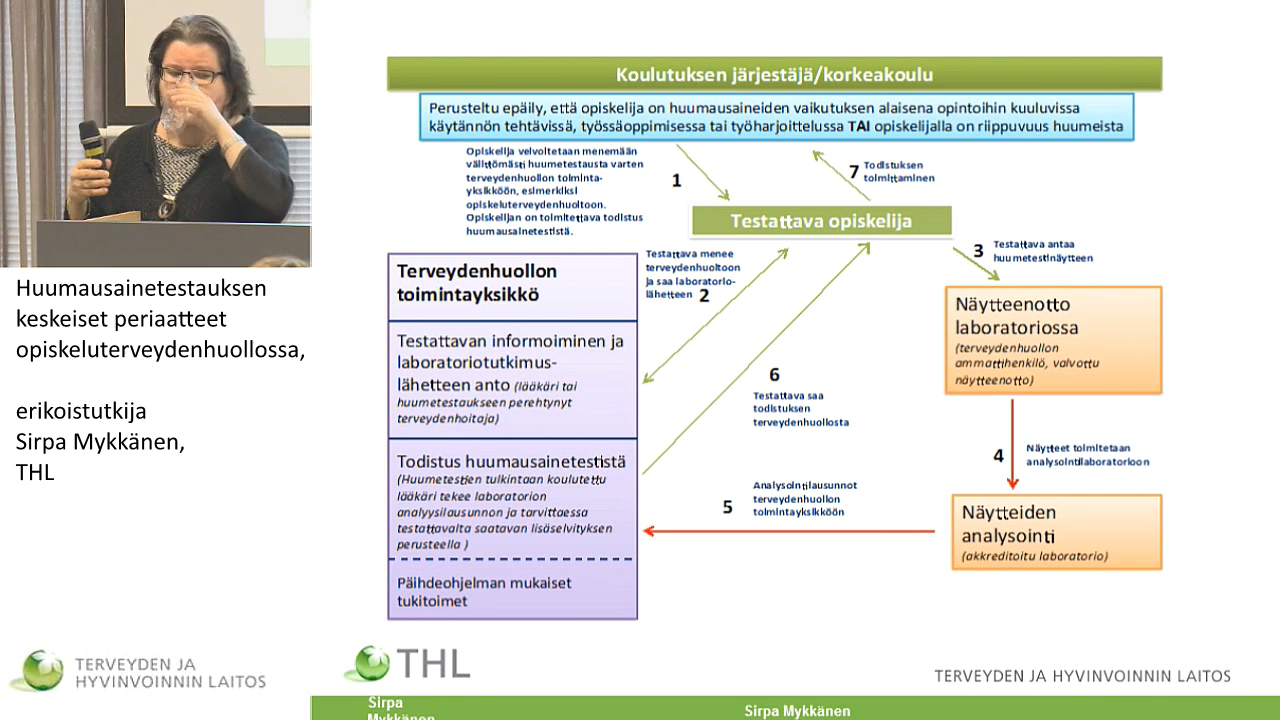 Koulutuksen järjestäjä/korkeakoulu
Perusteltu epäily, että opiskelija on huumausaineiden vaikutuksen alaisena opintoihin kuuluvissa
käytännön tehtävissä, työssäoppimisessa tai työharjoittelussa TAI opiskelijalla on riippuvuus huumeista
Opiskelija velvoitetaan menemään
välittömästi huumetestausta varten
terveydenhuollon toiminta-
yksikköön, esimerkiksi
opiskeluterveydenhuoltoon.
Opiskelijan on toimitettava todistus
huumausainetestistä.
1
7
Todistuksen
toimittaminen
Testattava opiskelija
Testattava menee
terveydenhuoltoon
ja saa laboratorio-
lähetteen 2
3
Testattava antaa
huumetestinäytteen
Terveydenhuollon
toimintayksikkö
Testattavan informoiminen ja
laboratoriotutkimus-
lähetteen anto (lääkäri tai
huumetestaukseen perehtynyt
terveydenhoitaja)
Todistus huumausainetestistä
(Huumetestien tulkintaan koulutettu
lääkäri tekee laboratorion
analyysilausunnon ja tarvittaessa
testattavalta saatavan lisäselvityksen
perusteella )
Päihdeohjelman mukaiset
tukitoimet
Näytteenotto
laboratoriossa
(terveydenhuollon
ammattihenkilö, valvottu
näytteenotto)
6
Testattava saa
todistuksen
terveydenhuollosta
4
Näytteet toimitetaan
analysointilaboratorioon
5
Analysointilausunnot
terveydenhuollon
toimintayksikköön
Näytteiden
analysointi
(akkreditoitu laboratorio)
Huumausainetestauksen
keskeiset periaatteet
opiskeluterveydenhuollossa,
erikoistutkija
Sirpa Mykkänen,
THL
TERVEYDEN JA
HYVINVOINNIN LAITOS
THL
TERVEYDEN JA HYVINVOINNIN LAITOS
Sirpa
Mykkänen
Sirpa Mykkänen